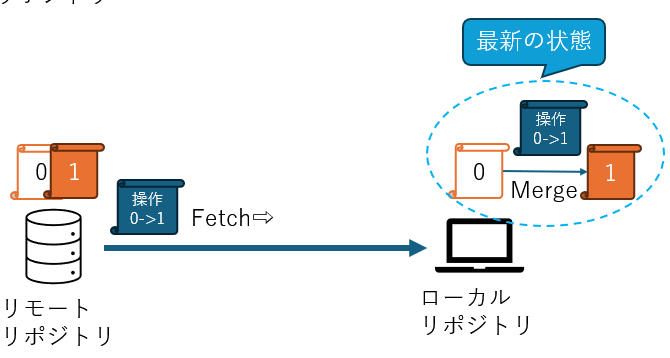 最新の状態
操作
0->1
0
1
0
1
Merge
操作
0->1
Fetch⇨
リモート
リポジトリ
ローカル
リポジトリ